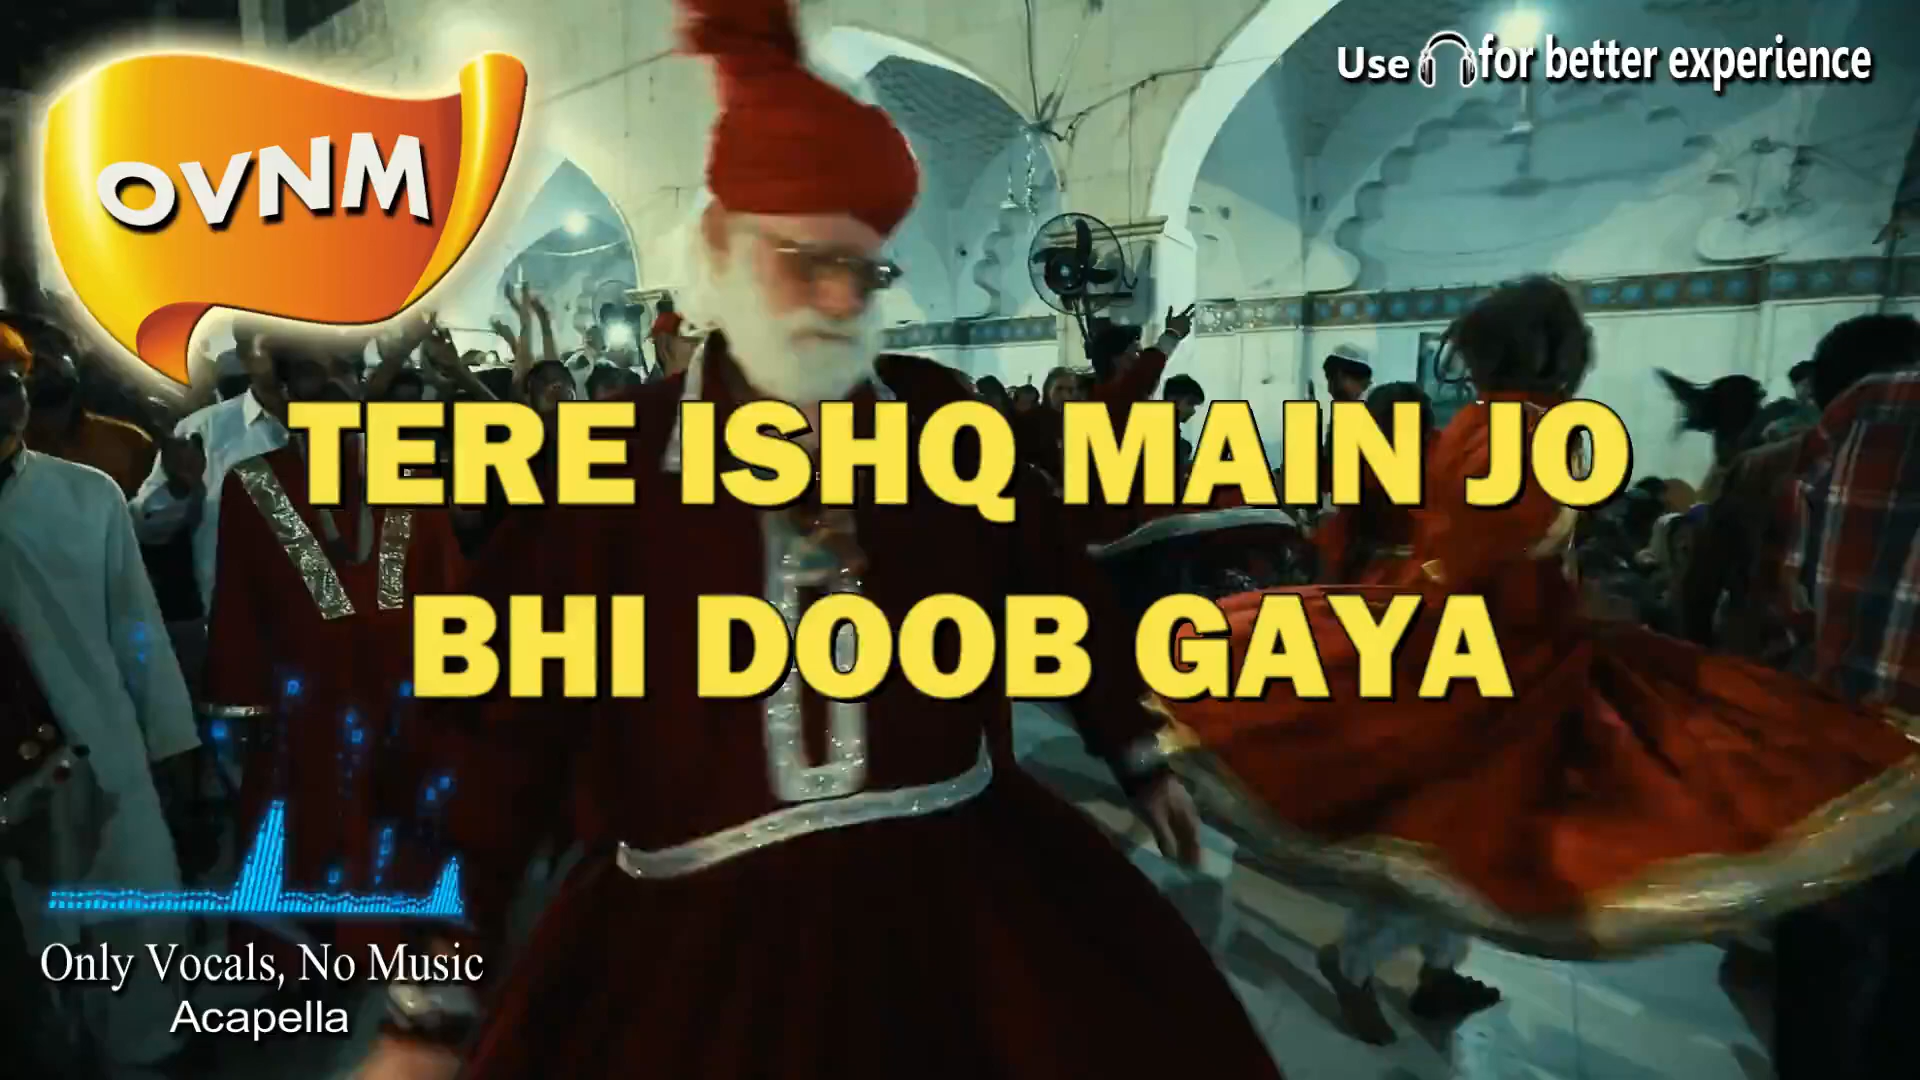 OVNM
Use for better experience
TERE ISHQ MAIN JO
BHI DOOB GAYA
Only Vocals, No Music
Acapella